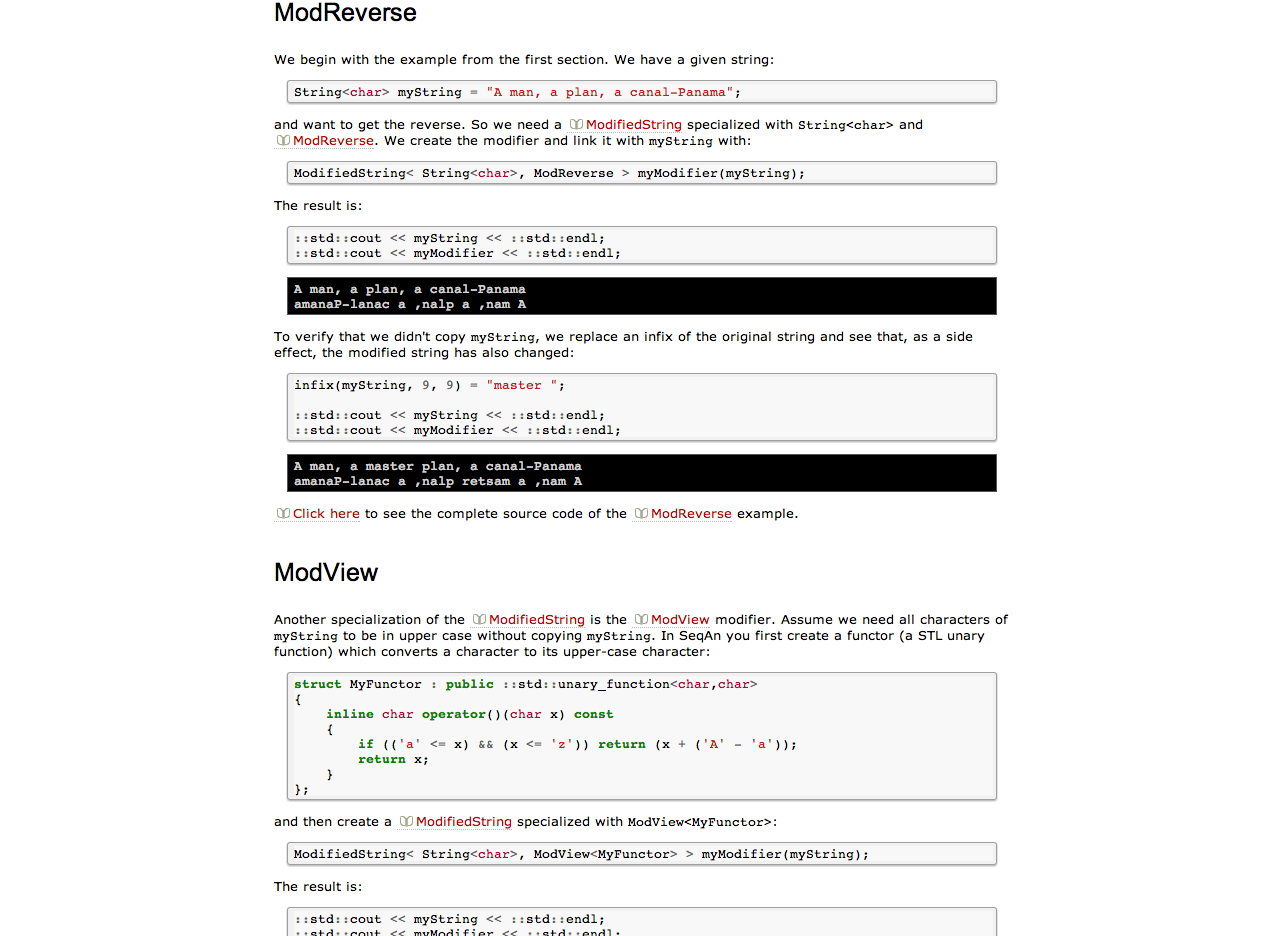 ModReverse
We begin with the example from the first section. We have a given string:
String<char> myString = "A man, a plan, a canal-Panama";
and want to get the reverse. So we need a ModifiedString specialized with String<char> and
ModReverse. We create the modifier and link it with myString with:
ModifiedString< String<char>, ModReverse > myModifier(myString);
The result is:
::std::cout << myString << ::std::endl;
::std::cout << myModifier << ::std::endl;
A man, a plan, a canal-Panama
amanaP-lanac a ,nalp a ,nam A
To verify that we didn't copy myString, we replace an infix of the original string and see that, as a side
effect, the modified string has also changed:
infix(myString, 9, 9) = "master ";
::std::cout << myString << ::std::endl;
::std::cout << myModifier << ::std::endl;
A man, a master plan, a canal-Panama
amanaP-lanac a ,nalp retsam a ,nam A
Click here to see the complete source code of the ModReverse example.
ModView
Another specialization of the ModifiedString is the ModView modifier. Assume we need all characters of
myString to be in upper case without copying myString. In SeqAn you first create a functor (a STL unary
function) which converts a character to its upper-case character:
struct MyFunctor : public ::std::unary_function<char,char>
{
    inline char operator()(char x) const
    {
        if (('a' <= x) && (x <= 'z')) return (x + ('A' - 'a'));
        return x;
    }
};
and then create a ModifiedString specialized with ModView<MyFunctor>:
ModifiedString< String<char>, ModView<MyFunctor> > myModifier(myString);
The result is:
::std::cout << myString << ::std::endl;
::std::cout << myModifier << ::std::endl;